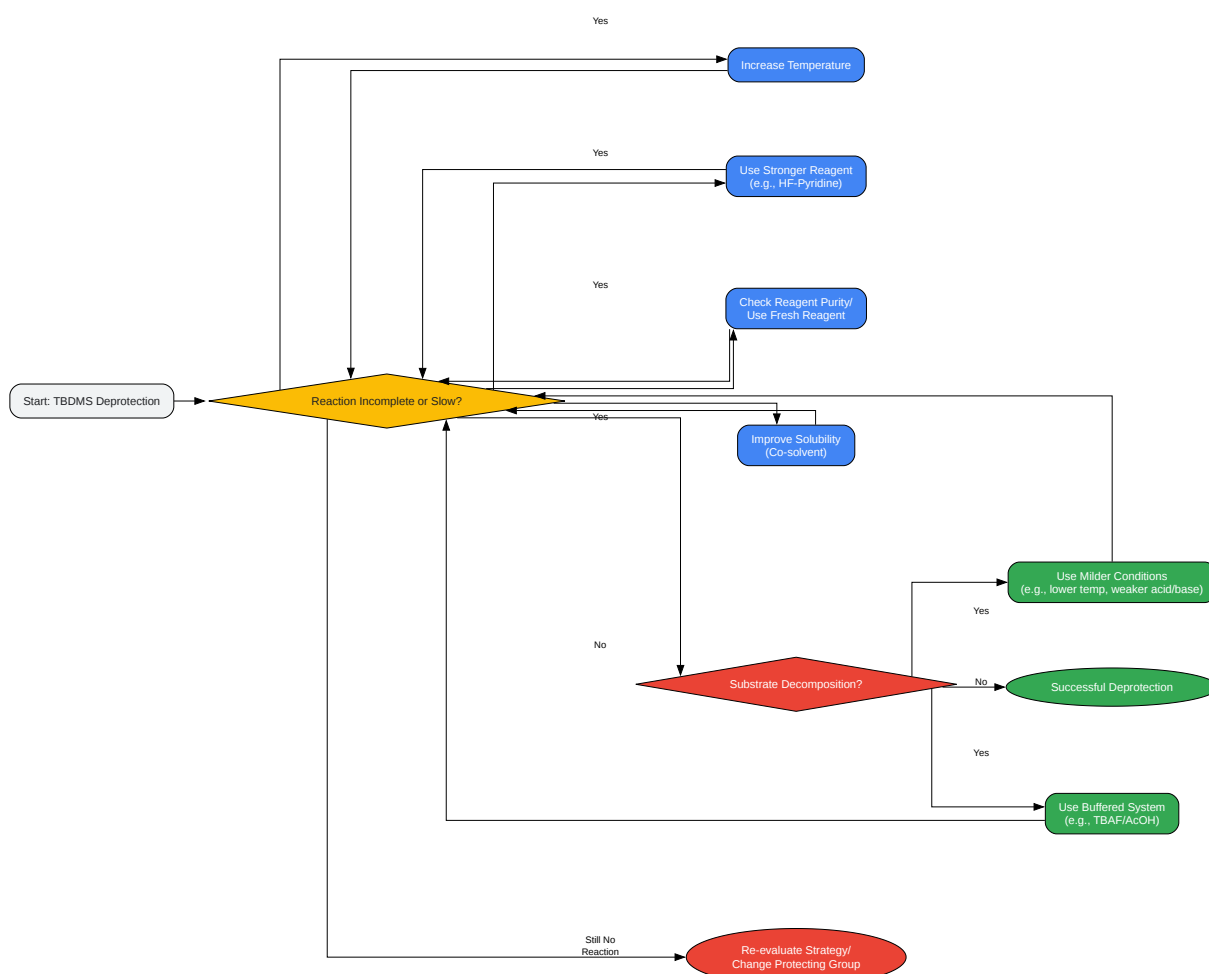 Yes
Increase Temperature
Yes
Use Stronger Reagent
(e.g., HF-Pyridine)
Yes
Check Reagent Purity/
Use Fresh Reagent
Start: TBDMS Deprotection
Reaction Incomplete or Slow?
Yes
Improve Solubility
(Co-solvent)
Use Milder Conditions
(e.g., lower temp, weaker acid/base)
Yes
No
Substrate Decomposition?
No
Successful Deprotection
Yes
Use Buffered System
(e.g., TBAF/AcOH)
Still No
Reaction
Re-evaluate Strategy/
Change Protecting Group